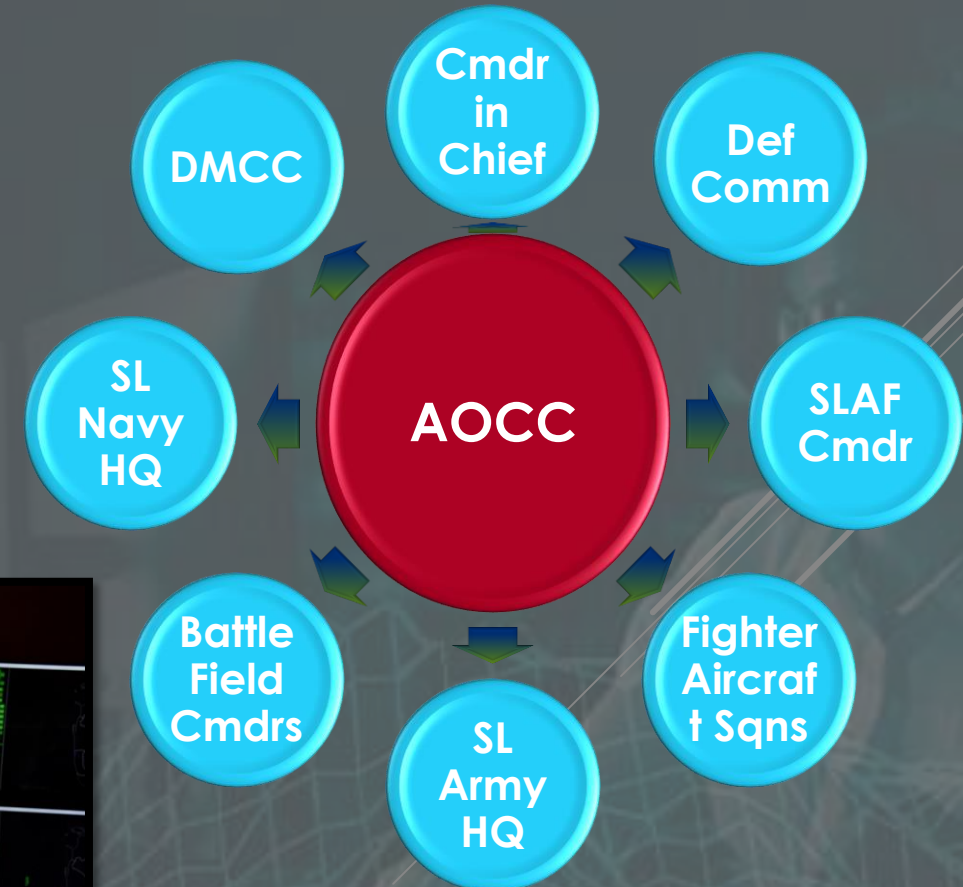 Cmdr
in
Chief
Def
Comm
SLAF
Cmdr
Fighter
Aircraf
t Sqns
SL
Army
HQ
Battle
Field
Cmdrs
SL
Navy
HQ
DMCC
AOCC